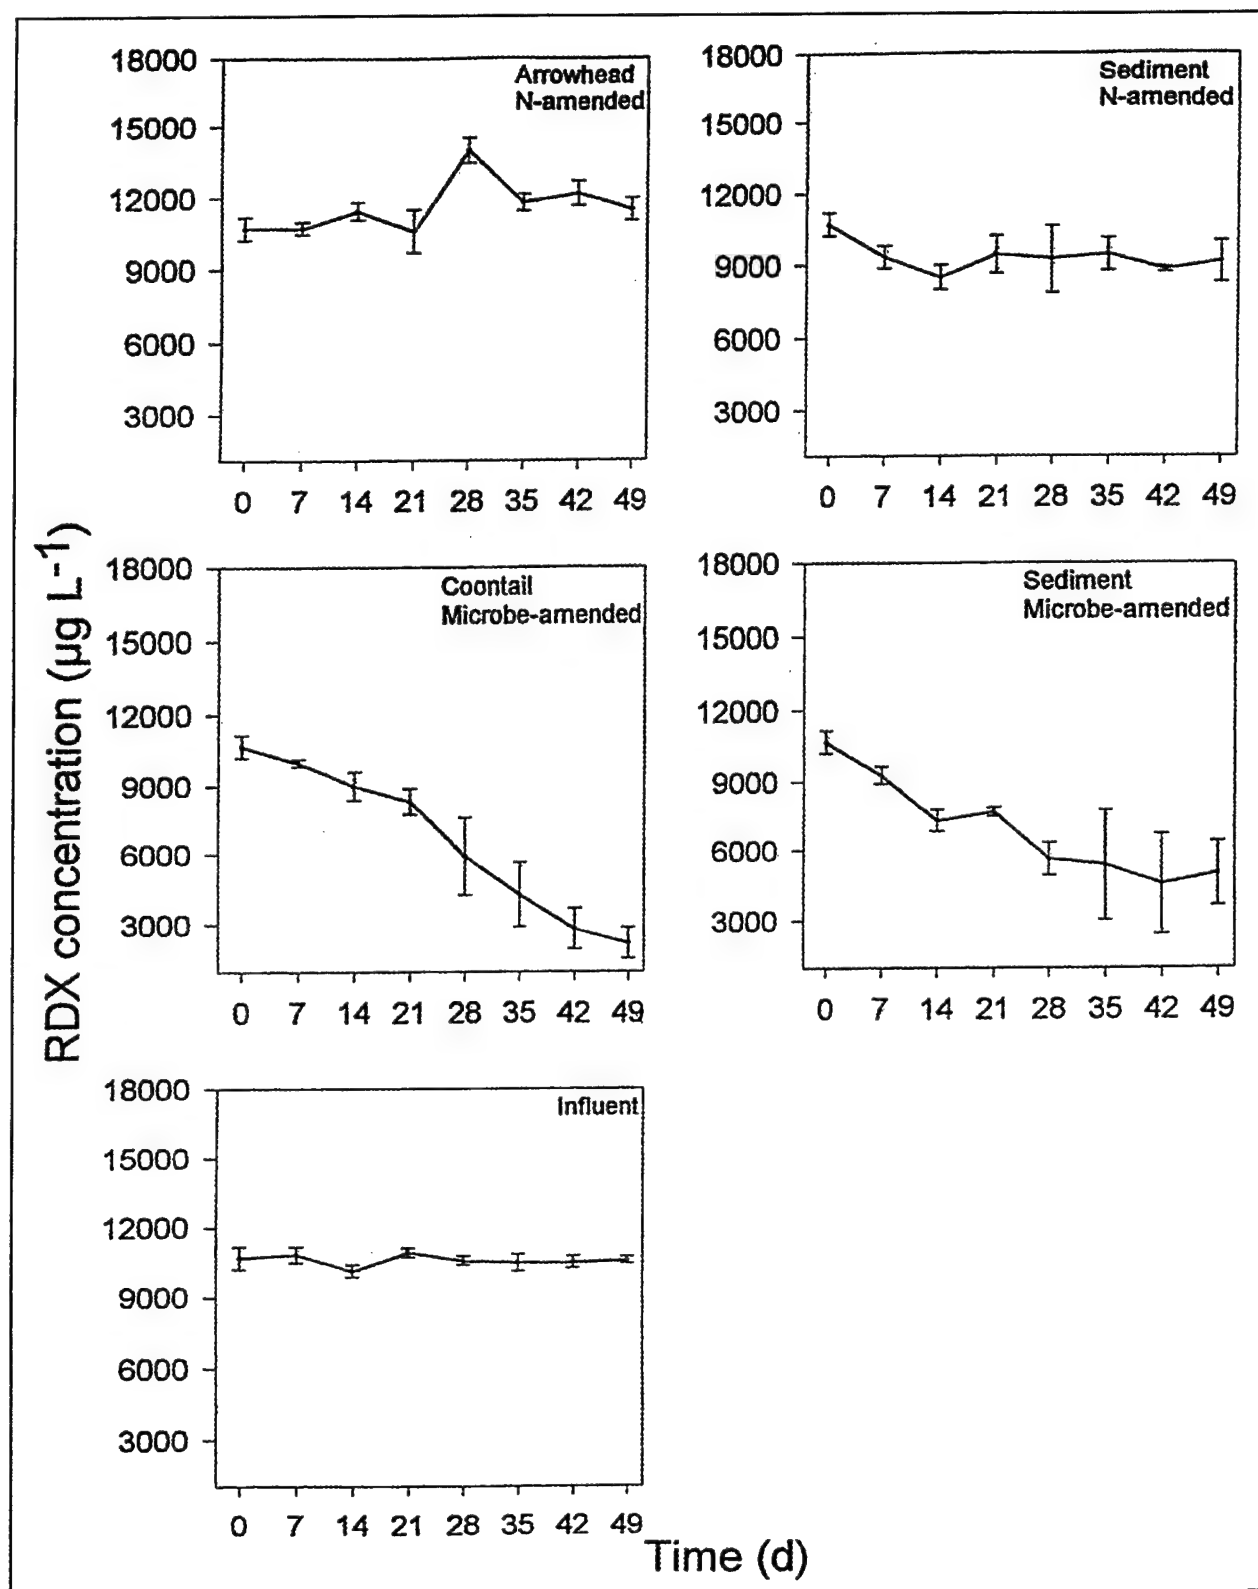 RDX concentration (µg L-1)
18000
15000
12000
9000
6000
3000
Arrowhead
N-amended
0 7 14 21 28 35 42 49
18000
15000
12000
9000
6000
3000
Sediment
N-amended
0 7 14 21 28 35 42 49
18000
15000
12000
9000
6000
3000
Coontail
Microbe-amended
0 7 14 21 28 35 42 49
18000
15000
12000
9000
6000
3000
Sediment
Microbe-amended
0 7 14 21 28 35 42 49
18000
15000
12000
9000
6000
3000
Influent
0 7 14 21 28 35 42 49
Time (d)